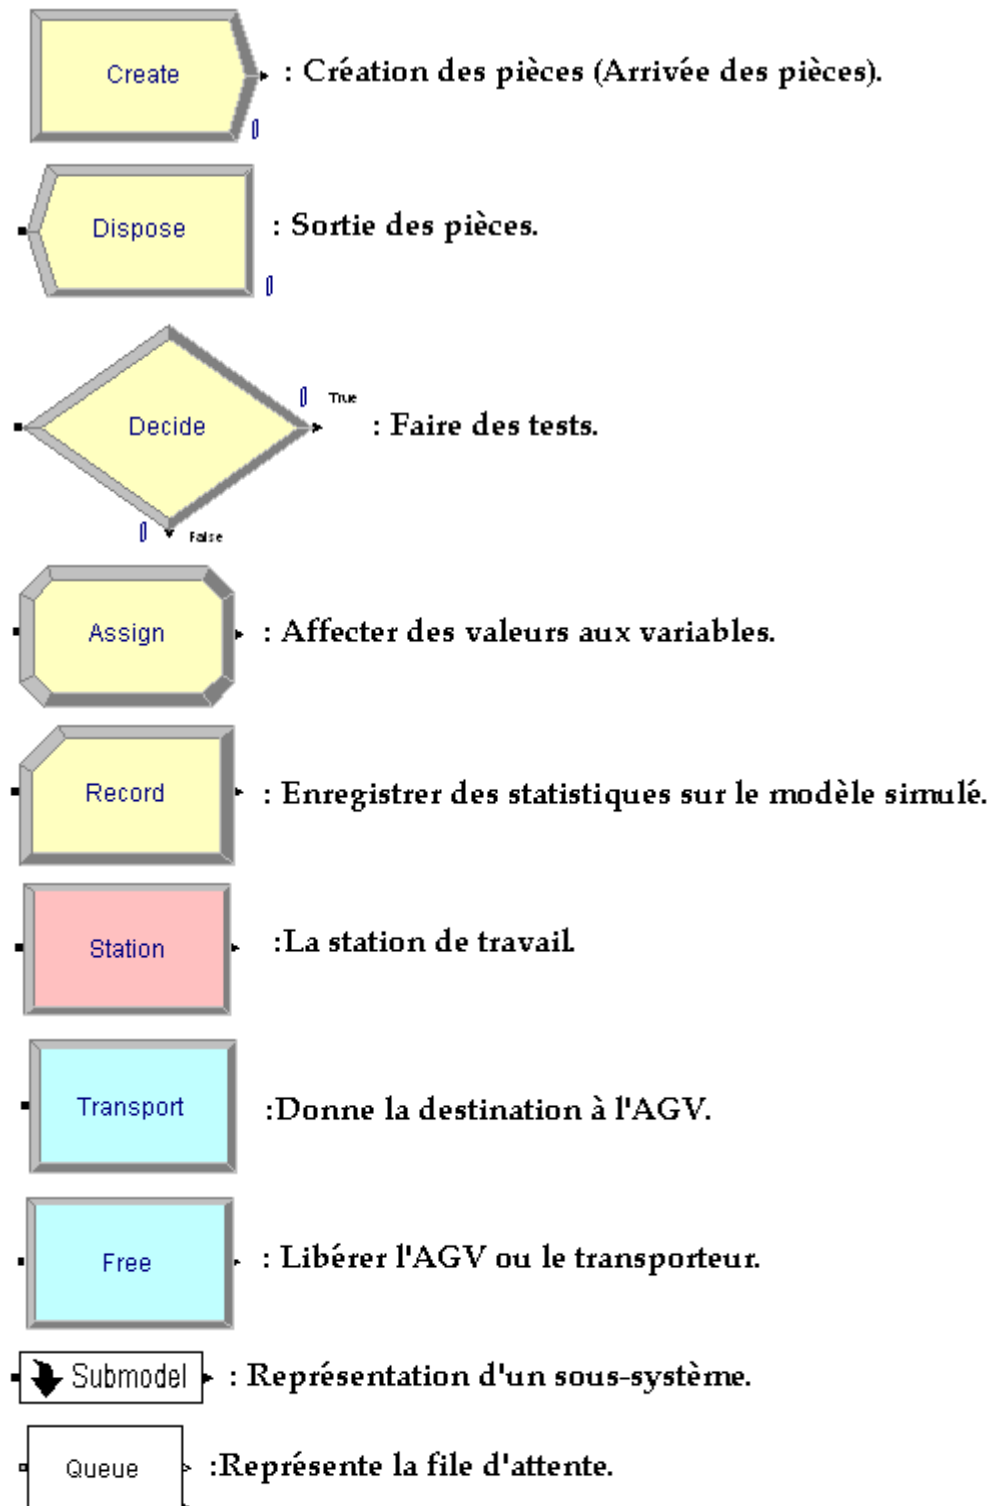 Create : Création des pièces (Arrivée des pièces).
Dispose : Sortie des pièces.
True
Decide : Faire des tests.
False
Assign : Affecter des valeurs aux variables.
Record : Enregistrer des statistiques sur le modèle simulé.
Station :La station de travail.
Transport :Donne la destination à l'AGV.
Free : Libérer l'AGV ou le transporteur.
Submodel : Représentation d'un sous-système.
Queue :Représente la file d'attente.